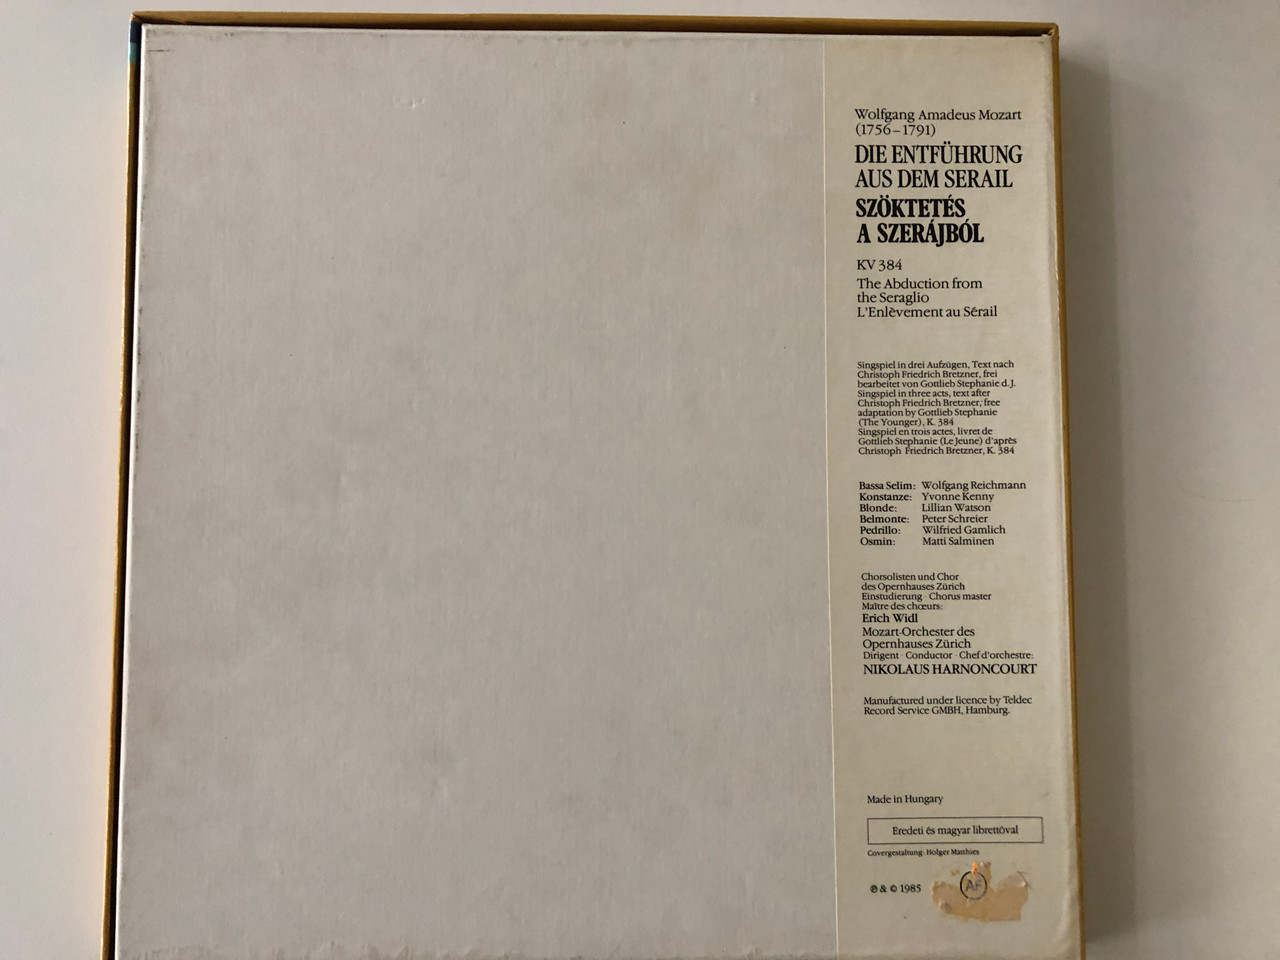 Wolfgang Amadeus Mozart
(1756–1791)
DIE ENTFÜHRUNG
AUS DEM SERAIL
SZÖKTETÉS
A SZERÁJBÓL
KV 384
The Abduction from
the Seraglio
L'Enlèvement au Sérail
Singspiel in drei Aufzügen, Text nach
Christoph Friedrich Bretzner, frei
bearbeitet von Gottlieb Stephanie d. J.
Singspiel in three acts, text after
Christoph Friedrich Bretzner, free
adaptation by Gottlieb Stephanie
(The Younger), K. 384
Singspiel en trois actes, livret de
Gottlieb Stephanie (Le Jeune) d'après
Christoph Friedrich Bretzner, K. 384
Bassa Selim: Wolfgang Reichmann
Konstanze: Yvonne Kenny
Blonde: Lillian Watson
Belmonte: Peter Schreier
Pedrillo: Wilfried Gamlich
Osmin: Matti Salminen
Chorsolisten und Chor
des Opernhauses Zürich
Einstudierung · Chorus master
Maître des chœurs:
Erich Widl
Mozart-Orchester des
Opernhauses Zürich
Dirigent · Conductor · Chef d'orchestre:
NIKOLAUS HARNONCOURT
Manufactured under licence by Teldec
Record Service GMBH, Hamburg.
Made in Hungary
Eredeti és magyar librettóval
Covergestaltung: Holger Matthies
℗ & © 1985
AF